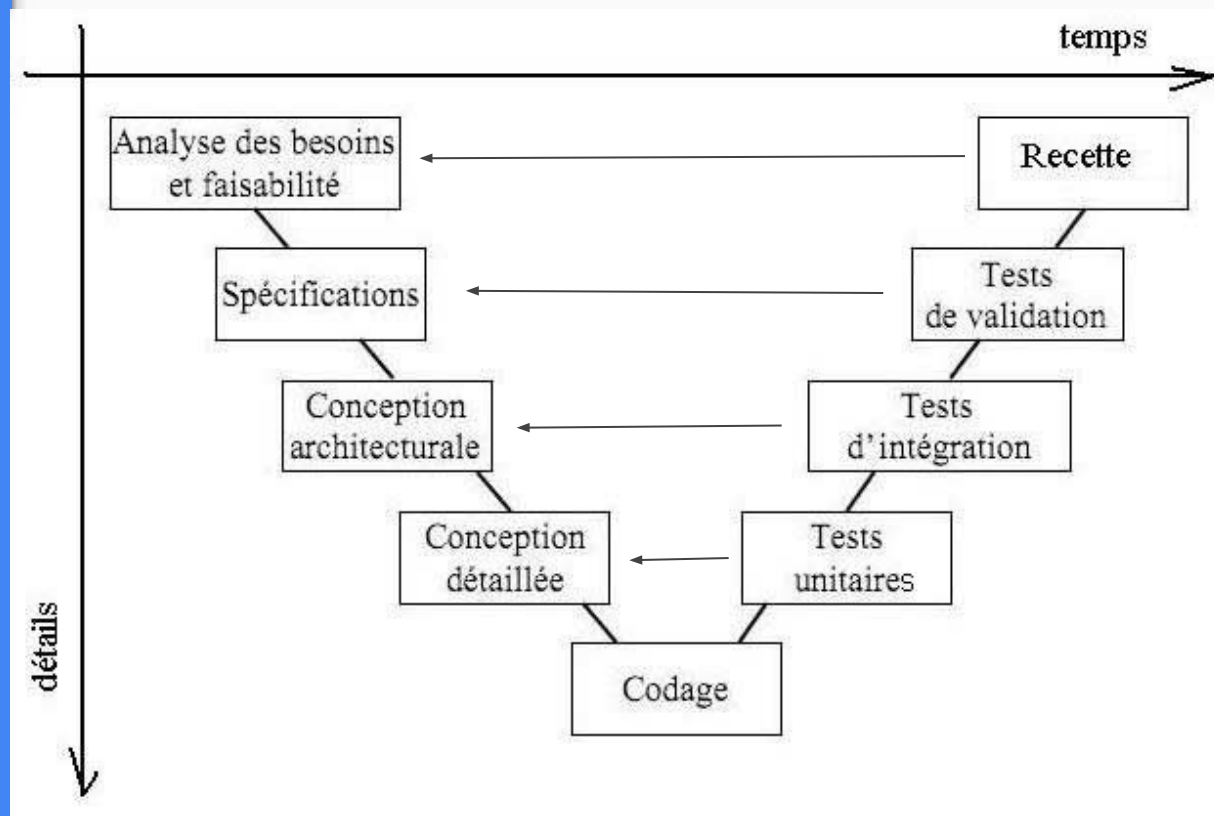 temps
Analyse des besoins
et faisabilité
Recette
Spécifications
Tests
de validation
Conception
architecturale
Tests
d'intégration
Conception
détaillée
Tests
unitaires
détails
Codage